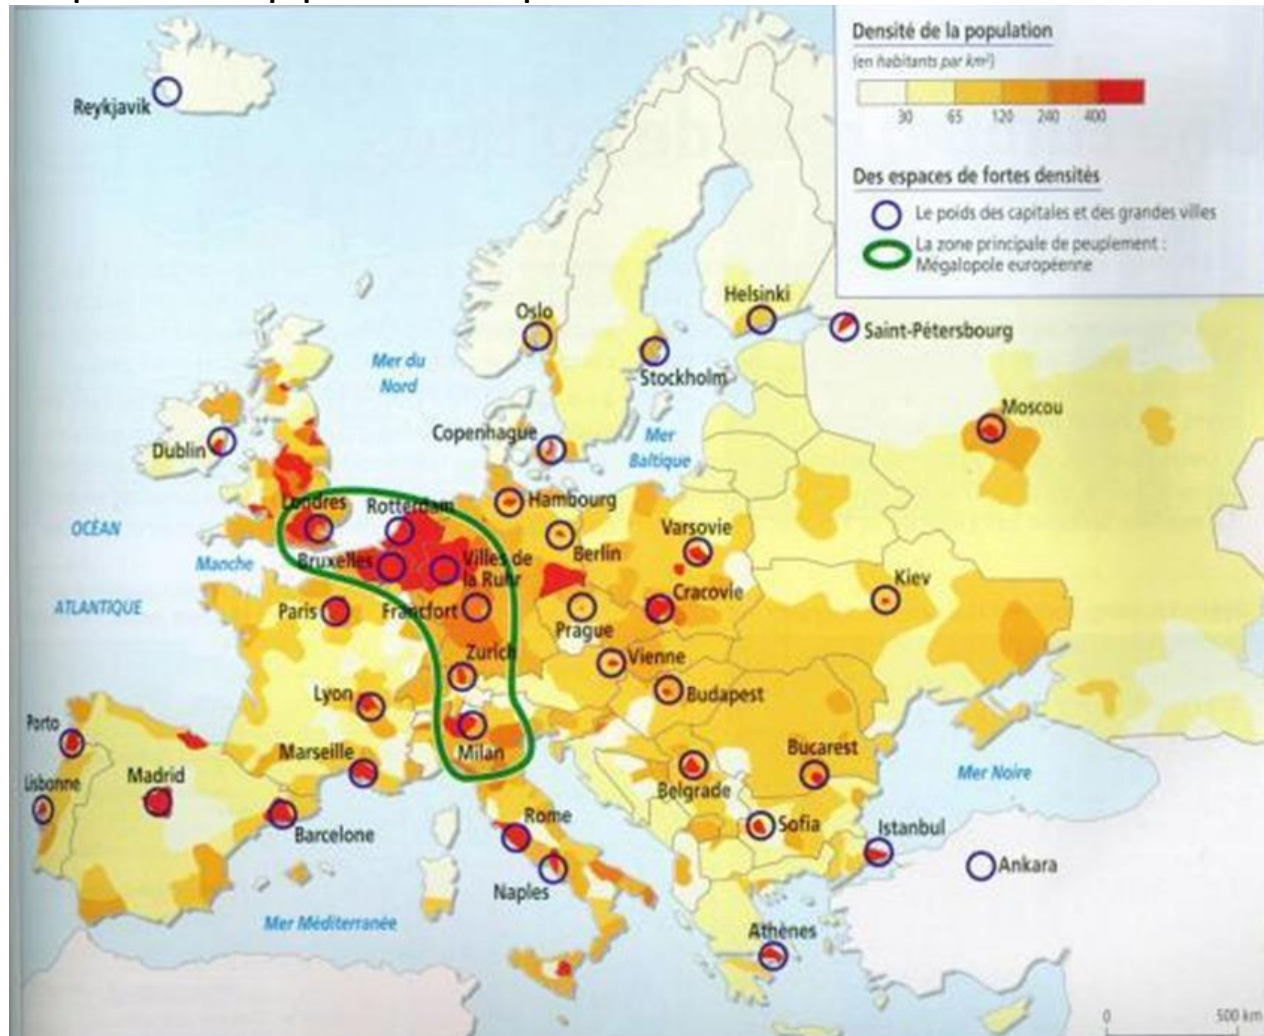 Densité de la population
(en habitants par km²)
30 65 120 240 400
Des espaces de fortes densités
Le poids des capitales et des grandes villes
La zone principale de peuplement :
Mégalopole européenne
Reykjavik
Oslo
Helsinki
Saint-Pétersbourg
Stockholm
Mer du
Nord
Moscou
Copenhague
Dublin
Mer
Baltique
Londres
Rotterdam
Hambourg
OCÉAN
Varsovie
Berlin
Manche
Bruxelles
Villes de
la Ruhr
Kiev
ATLANTIQUE
Paris
Francfort
Cracovie
Prague
Zurich
Vienne
Lyon
Budapest
Porto
Marseille
Milan
Bucarest
Mer Noire
Lisbonne
Madrid
Belgrade
Barcelone
Rome
Sofia
Istanbul
Ankara
Naples
Mer Méditerranée
Athènes
0 500 km